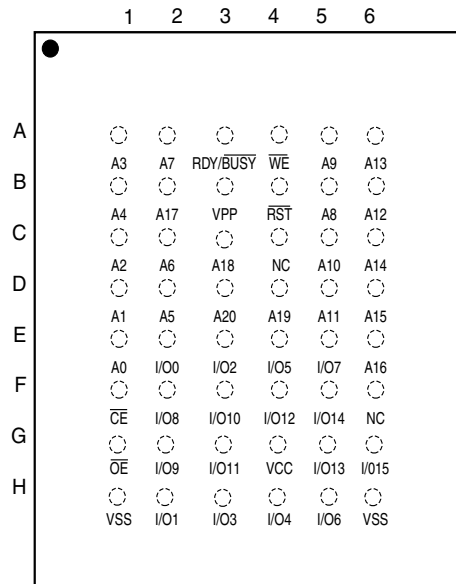 1 2 3 4 5 6
A
A3 A7 RDY/BUSY WE A9 A13
B
A4 A17 VPP RST A8 A12
C
A2 A6 A18 NC A10 A14
D
A1 A5 A20 A19 A11 A15
E
A0 I/O0 I/O2 I/O5 I/O7 A16
F
CE I/O8 I/O10 I/O12 I/O14 NC
G
OE I/O9 I/O11 VCC I/O13 I/015
H
VSS I/O1 I/O3 I/O4 I/O6 VSS